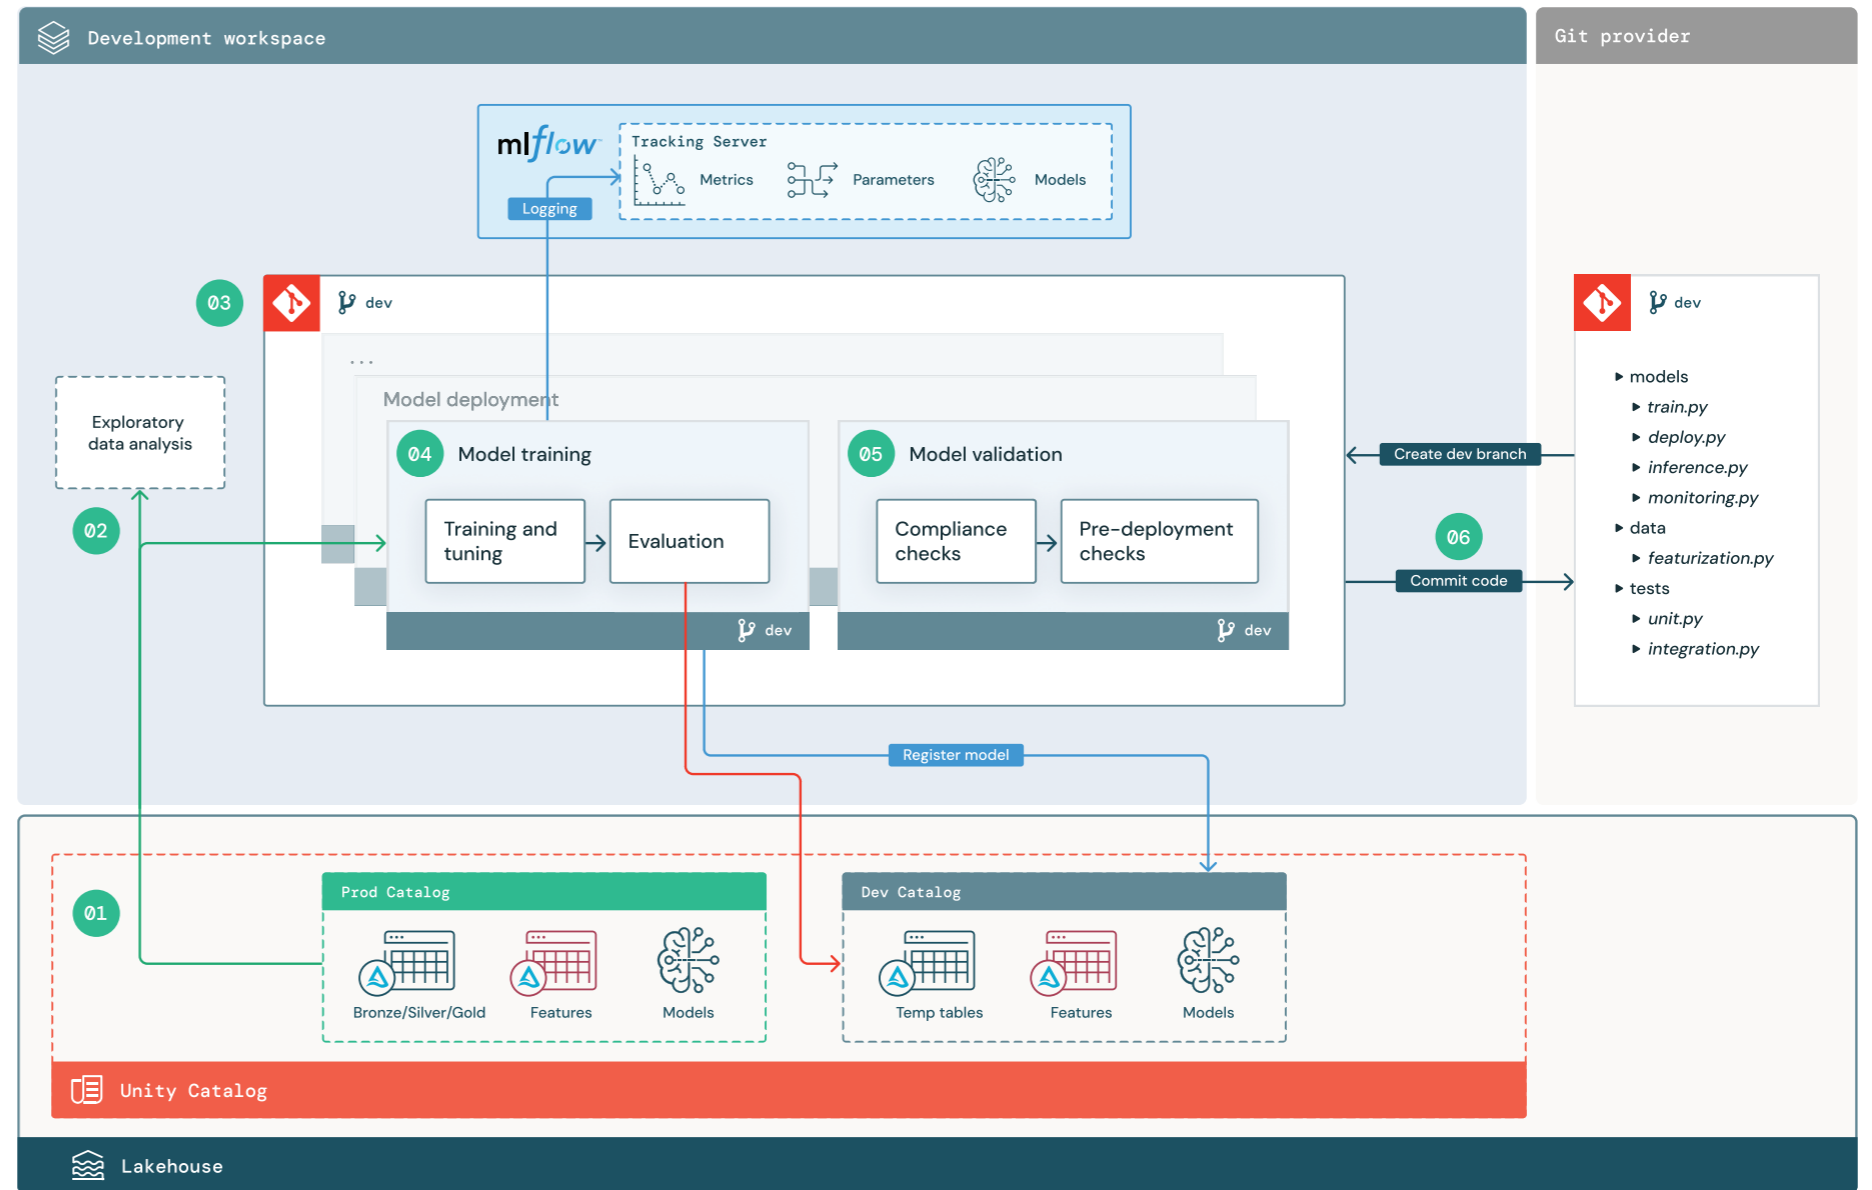 Development workspace
Git provider
mlflow™
Tracking Server
Metrics
Parameters
Models
Logging
03
dev
dev
...
Model deployment
Exploratory
data analysis
02
04
Model training
Training and
tuning
Evaluation
dev
05
Model validation
Compliance
checks
Pre-deployment
checks
dev
Create dev branch
06
Commit code
models
train.py
deploy.py
inference.py
monitoring.py
data
featurization.py
tests
unit.py
integration.py
Register model
01
Prod Catalog
Bronze/Silver/Gold
Features
Models
Dev Catalog
Temp tables
Features
Models
Unity Catalog
Lakehouse